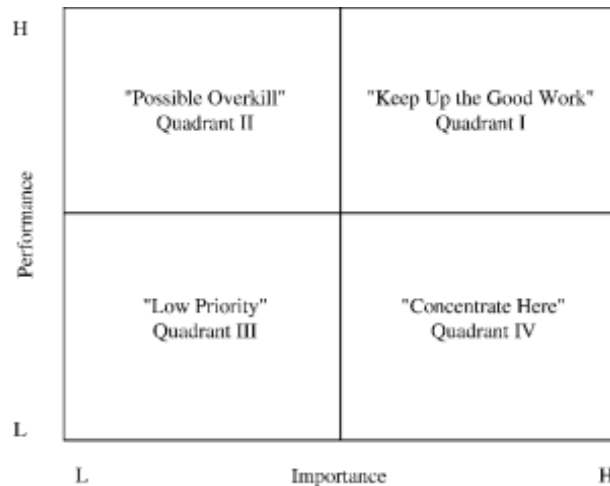 H
"Possible Overkill"
Quadrant II
"Keep Up the Good Work"
Quadrant I
Performance
"Low Priority"
Quadrant III
"Concentrate Here"
Quadrant IV
L
L
Importance
H